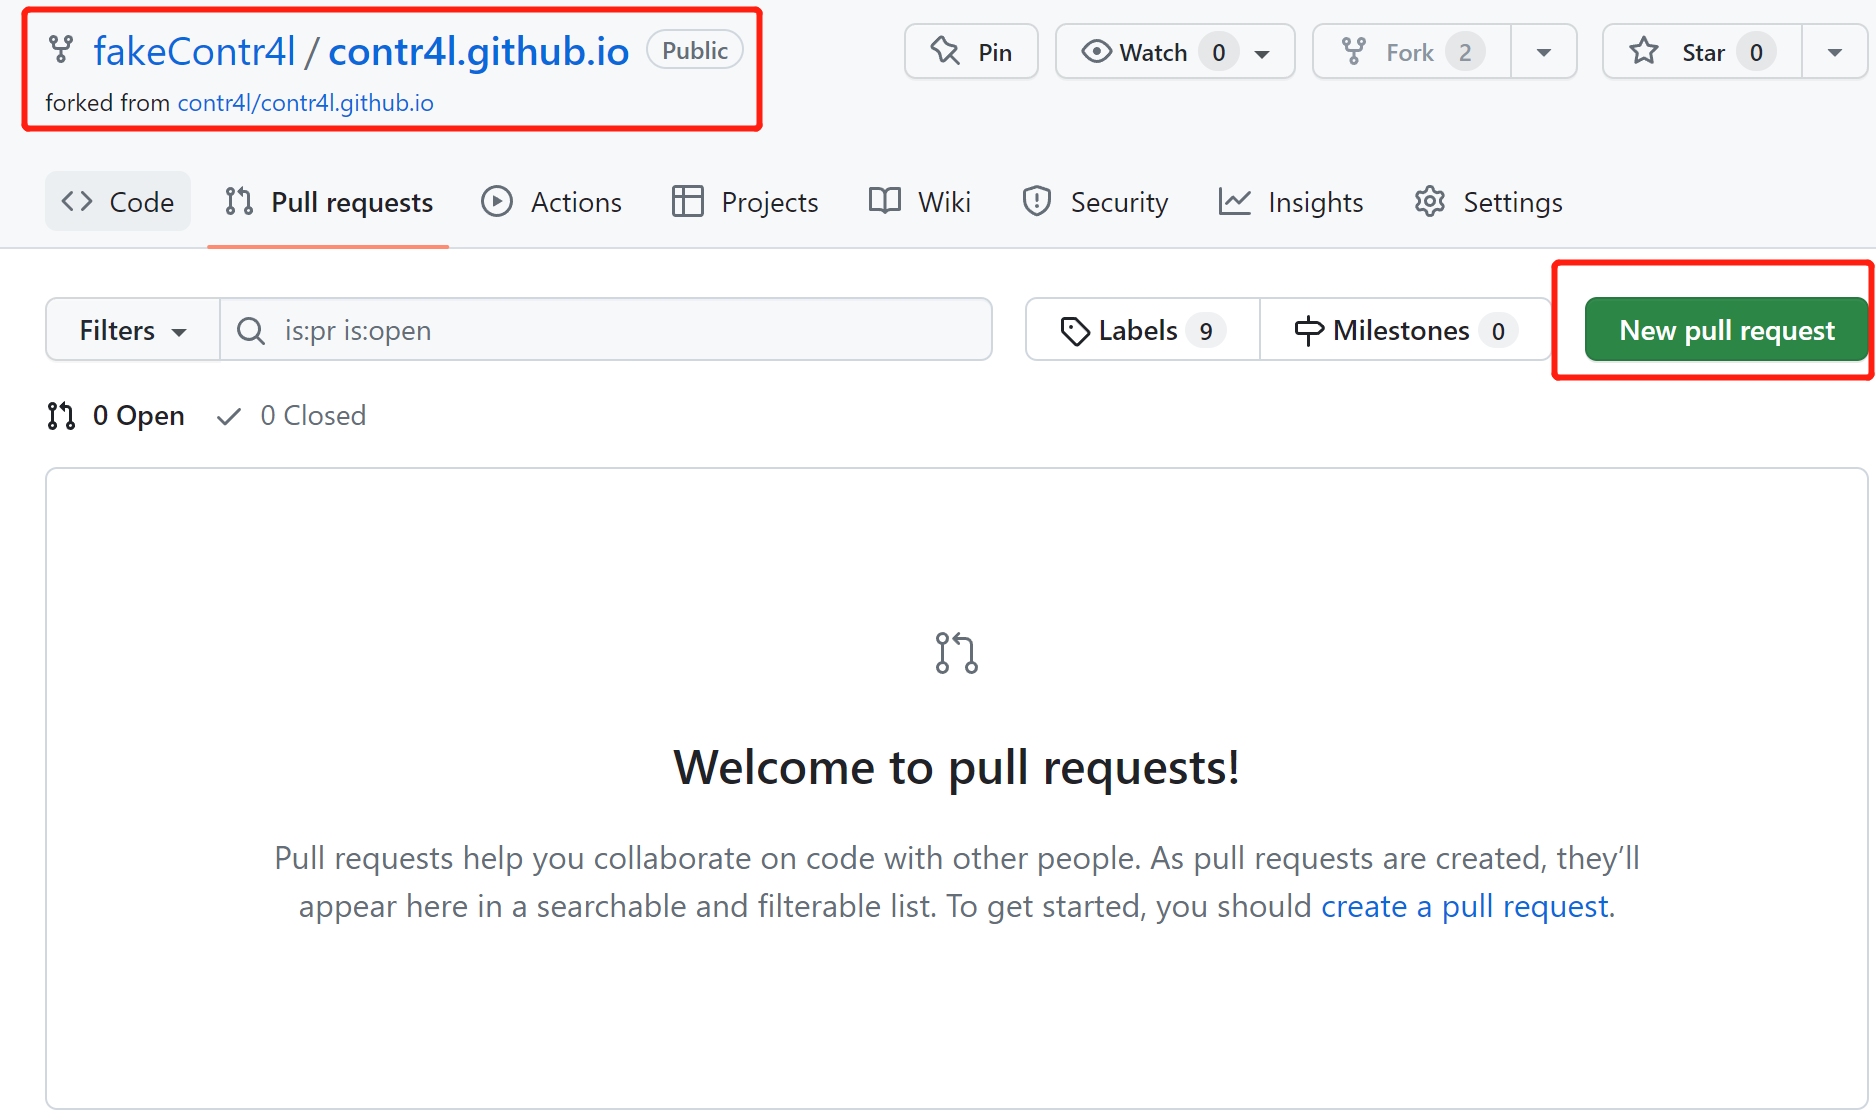 fakeContr4l / contr4l.github.io Public
forked from contr4l/contr4l.github.io
Pin Watch 0 Fork 2 Star 0
Code Pull requests Actions Projects Wiki Security Insights Settings
Filters is:pr is:open Labels 9 Milestones 0 New pull request
0 Open 0 Closed
Welcome to pull requests!
Pull requests help you collaborate on code with other people. As pull requests are created, they’ll
appear here in a searchable and filterable list. To get started, you should create a pull request.